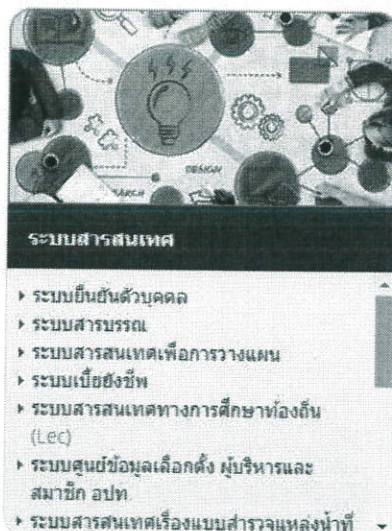 DESIGN
ระบบสารสนเทศ
ระบบยืนยันตัวบุคคล
ระบบสารบรรณ
ระบบสารสนเทศเพื่อการวางแผน
ระบบเบี้ยยังชีพ
ระบบสารสนเทศทางการศึกษาท้องถิ่น
(Lec)
ระบบศูนย์ข้อมูลเลือกตั้ง ผู้บริหารและ
สมาชิก อปท.
ระบบสารสนเทศเรื่องแบบสำรวจแหล่งน้ำที่